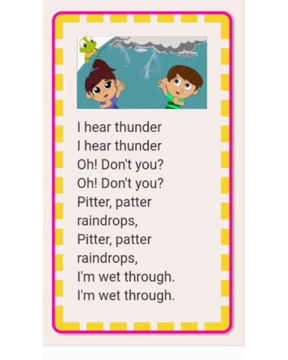 I hear thunder
I hear thunder
Oh! Don't you?
Oh! Don't you?
Pitter, patter
raindrops,
Pitter, patter
raindrops,
I'm wet through.
I'm wet through.